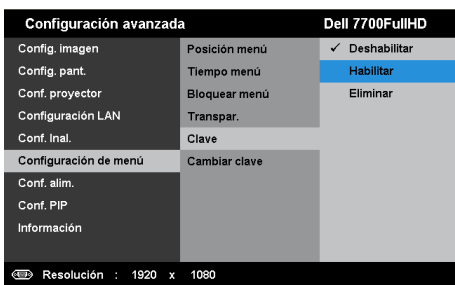 Configuración avanzada Dell 7700FullHD
Config. imagen Posición menú ✓ Deshabilitar
Config. pant. Tiempo menú Habilitar
Conf. proyector Bloquear menú Eliminar
Configuración LAN Transpar.
Conf. Inal. Clave
Configuración de menú Cambiar clave
Conf. alim.
Conf. PIP
Información
Resolución : 1920 x 1080